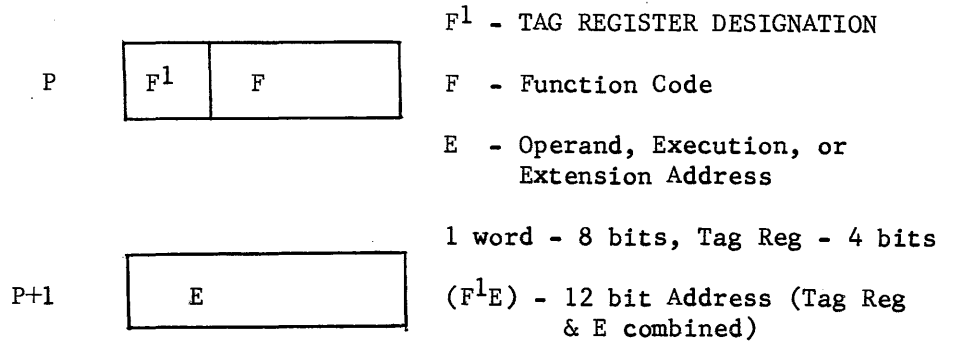 F¹ - TAG REGISTER DESIGNATION
P F¹ F F - Function Code
E - Operand, Execution, or
Extension Address
1 word - 8 bits, Tag Reg - 4 bits
P+1 E (F¹E) - 12 bit Address (Tag Reg
& E combined)